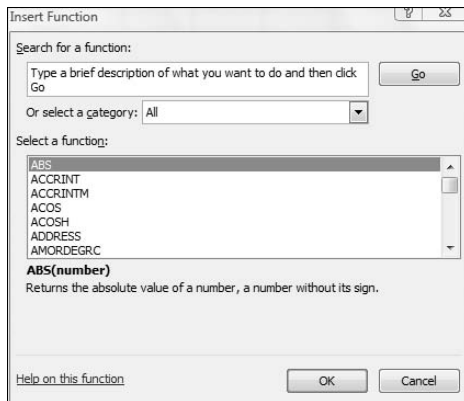 Insert Function
Search for a function:
Type a brief description of what you want to do and then click
Go
Go
Or select a category: All
Select a function:
ABS
ACCRINT
ACCRINTM
ACOS
ACOSH
ADDRESS
AMORDEGRC
ABS(number)
Returns the absolute value of a number, a number without its sign.
Help on this function
OK
Cancel